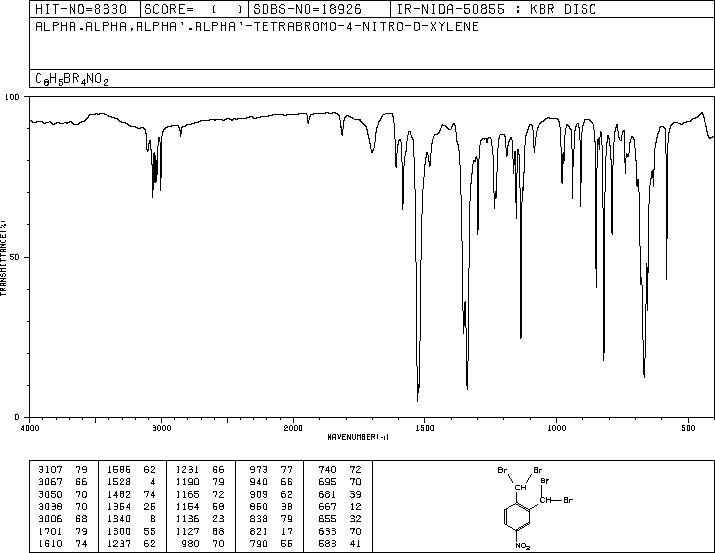 HIT-NO=8330 SCORE= ( ) SDBS-NO=18926 IR-NIDA-50855 : KBR DISC
ALPHA,ALPHA,ALPHA',ALPHA'-TETRABROMO-4-NITRO-O-XYLENE
C8H5BR4NO2
100
50
0
TRANSMITTANCE(%)
4000 3000 2000 1500 1000 500
WAVENUMBER(-1)
3107 79 1586 62 1231 66 973 77 740 72
3067 66 1528 4 1190 79 940 66 695 70
3050 70 1482 74 1165 72 909 62 681 39
3038 70 1354 26 1154 68 850 38 667 12
3006 68 1340 8 1136 23 838 79 655 32
1701 79 1300 55 1127 68 821 17 633 70
1610 74 1237 62 980 70 790 55 583 41
Br Br
Br
CH
CH Br
NO2